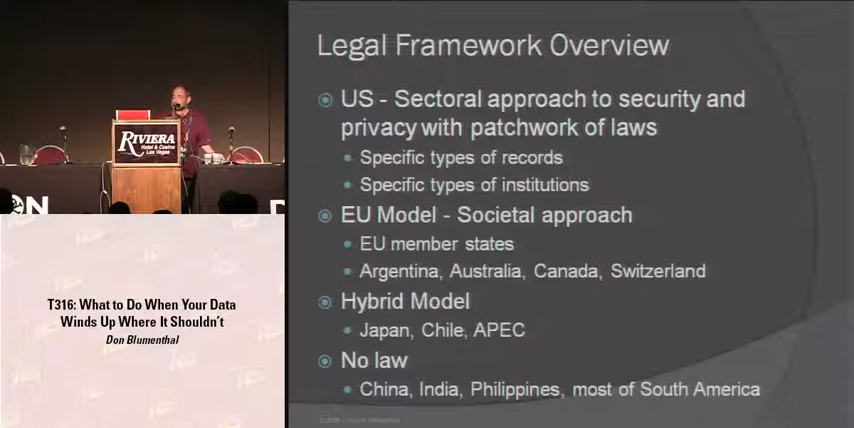 RIVIERA
Hotel & Casino
Las Vegas
T316: What to Do When Your Data
Winds Up Where It Shouldn't
Don Blumenthal
Legal Framework Overview
US - Sectoral approach to security and
privacy with patchwork of laws
Specific types of records
Specific types of institutions
EU Model - Societal approach
EU member states
Argentina, Australia, Canada, Switzerland
Hybrid Model
Japan, Chile, APEC
No law
China, India, Philippines, most of South America